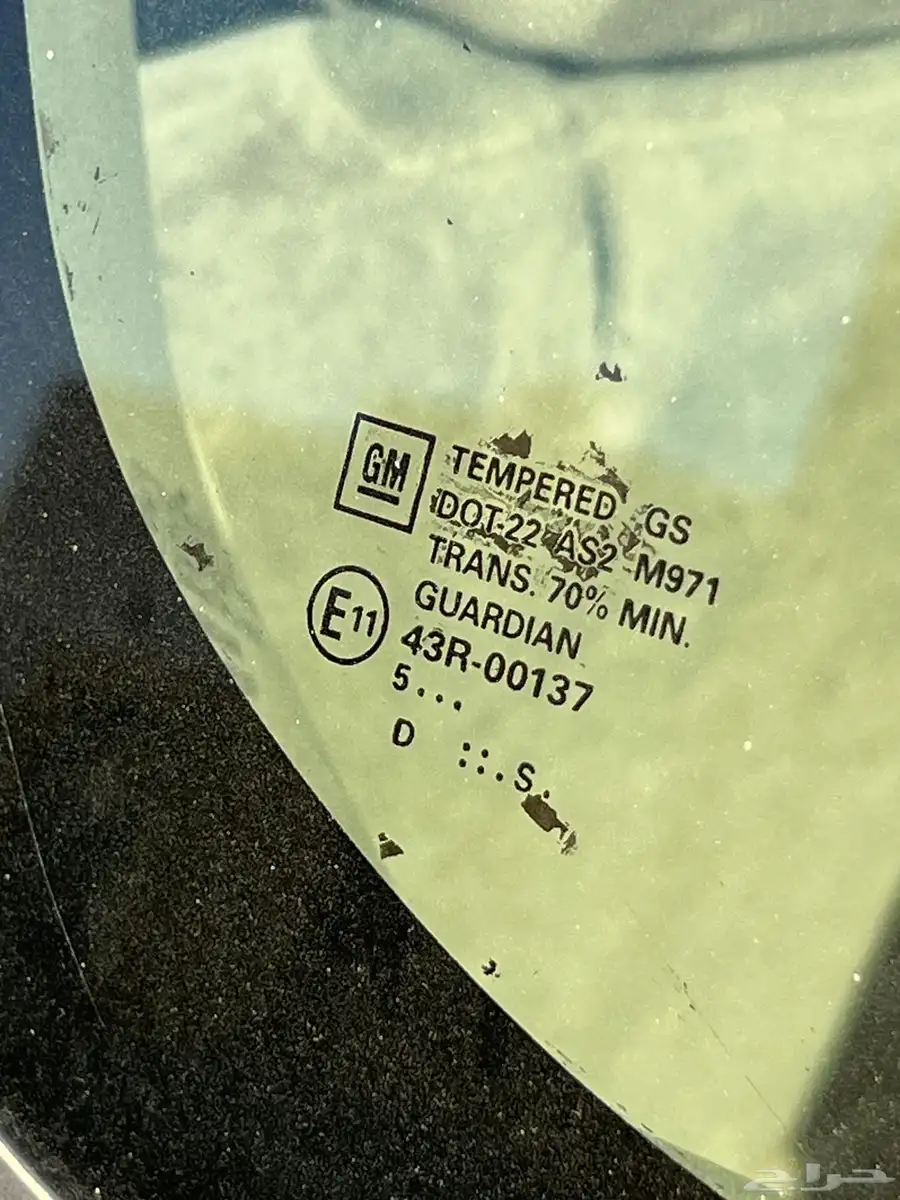 GM
TEMPERED GS
DOT-22 AS2 M971
TRANS. 70% MIN.
GUARDIAN
E11
43R-00137
5...
D ::.S.
حراج